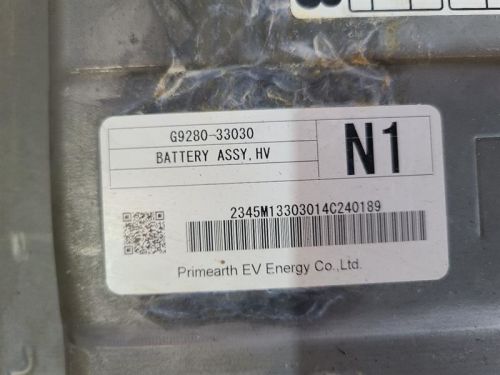 G9280-33030
BATTERY ASSY, HV
N1
2345M13303014C240189
Primearth EV Energy Co.,Ltd.